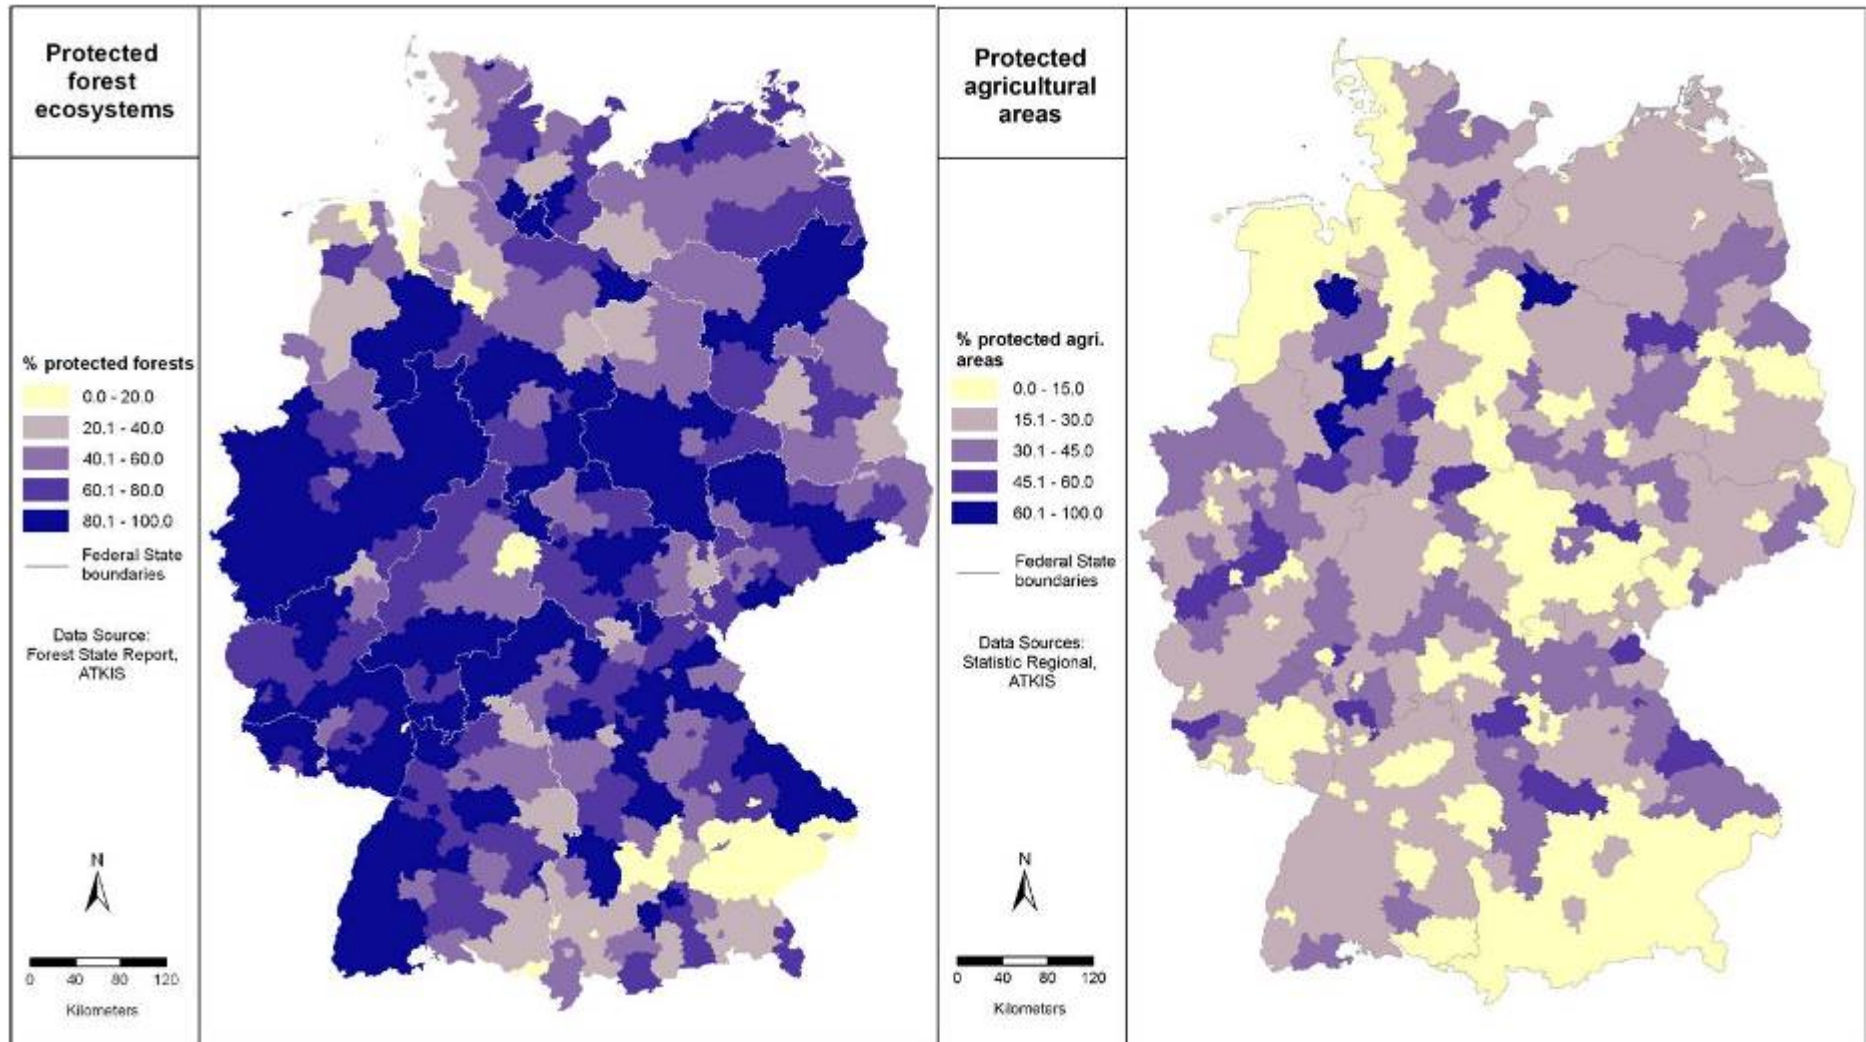 Protected
forest
ecosystems
% protected forests
0.0 - 20.0
20.1 - 40.0
40.1 - 60.0
60.1 - 80.0
80.1 - 100.0
Federal State
boundaries
Data Source:
Forest State Report,
ATKIS
N
0 40 80 120
Kilometers
Protected
agricultural
areas
% protected agri.
areas
0.0 - 15.0
15.1 - 30.0
30.1 - 45.0
45.1 - 60.0
60.1 - 100.0
Federal State
boundaries
Data Sources:
Statistic Regional,
ATKIS
N
0 40 80 120
Kilometers